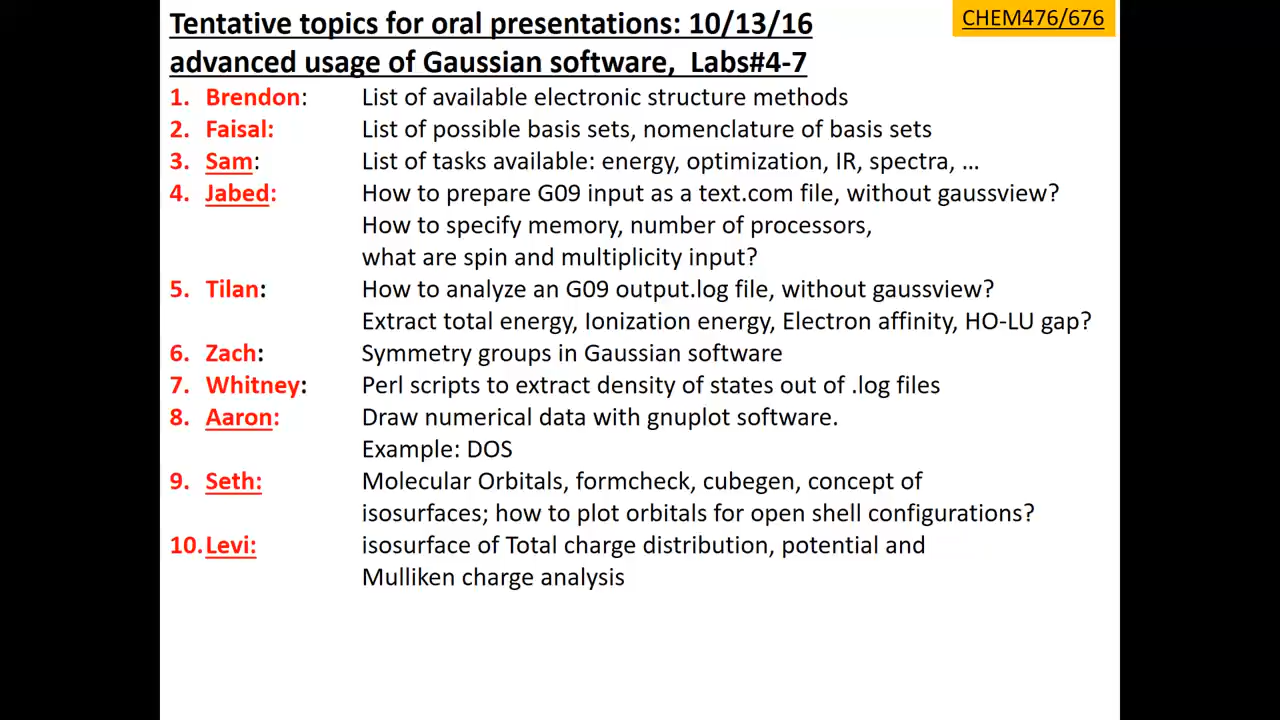 Tentative topics for oral presentations: 10/13/16
CHEM476/676
advanced usage of Gaussian software, Labs#4-7
1. Brendon: List of available electronic structure methods
2. Faisal: List of possible basis sets, nomenclature of basis sets
3. Sam: List of tasks available: energy, optimization, IR, spectra, ...
4. Jabed: How to prepare G09 input as a text.com file, without gaussview?
How to specify memory, number of processors,
what are spin and multiplicity input?
5. Tilan: How to analyze an G09 output.log file, without gaussview?
Extract total energy, Ionization energy, Electron affinity, HO-LU gap?
6. Zach: Symmetry groups in Gaussian software
7. Whitney: Perl scripts to extract density of states out of .log files
8. Aaron: Draw numerical data with gnuplot software.
Example: DOS
9. Seth: Molecular Orbitals, formcheck, cubegen, concept of
isosurfaces; how to plot orbitals for open shell configurations?
10. Levi: isosurface of Total charge distribution, potential and
Mulliken charge analysis